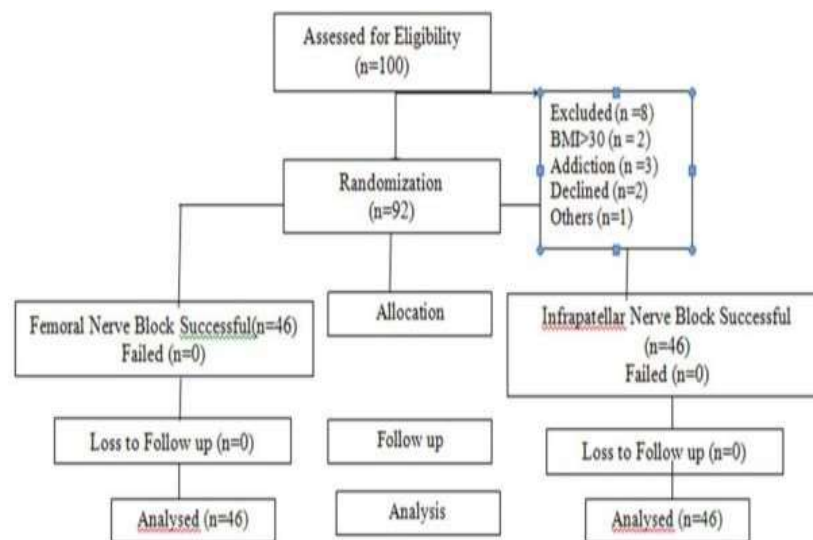 Assessed for Eligibility
(n=100)
Excluded (n =8)
BMI>30 (n = 2)
Addiction (n =3)
Declined (n=2)
Others (n=1)
Randomization
(n=92)
Femoral Nerve Block Successful(n=46)
Failed (n=0)
Allocation
Infrapatellar Nerve Block Successful
(n=46)
Failed (n=0)
Loss to Follow up (n=0)
Follow up
Loss to Follow up (n=0)
Analysed (n=46)
Analysis
Analysed (n=46)